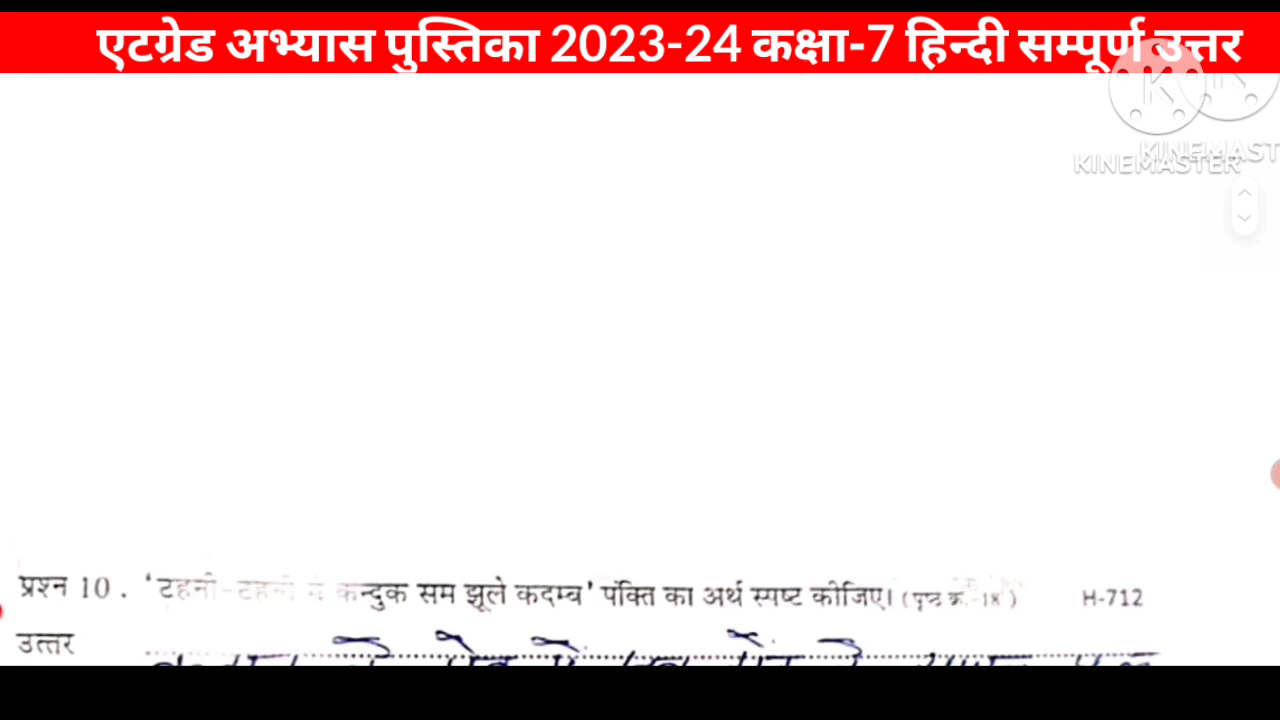 एटग्रेड अभ्यास पुस्तिका 2023-24 कक्षा-7 हिन्दी सम्पूर्ण उत्तर
KINEMAST
KINEMASTER
प्रश्न 10 . ‘टहनी-टहनी में कन्दुक सम झूले कदम्ब’ पंक्ति का अर्थ स्पष्ट कीजिए। (पृष्ठ क्र.-18 ) H-712
उत्तर